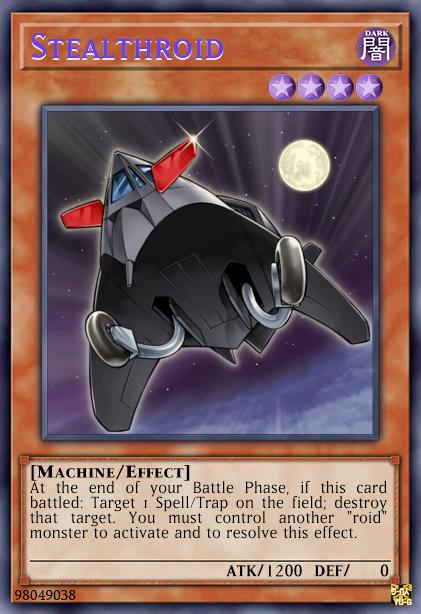 Stealthroid
DARK
闇
[Machine/Effect]
At the end of your Battle Phase, if this card
battled: Target 1 Spell/Trap on the field; destroy
that target. You must control another "roid"
monster to activate and to resolve this effect.
ATK/1200 DEF/ 0
98049038